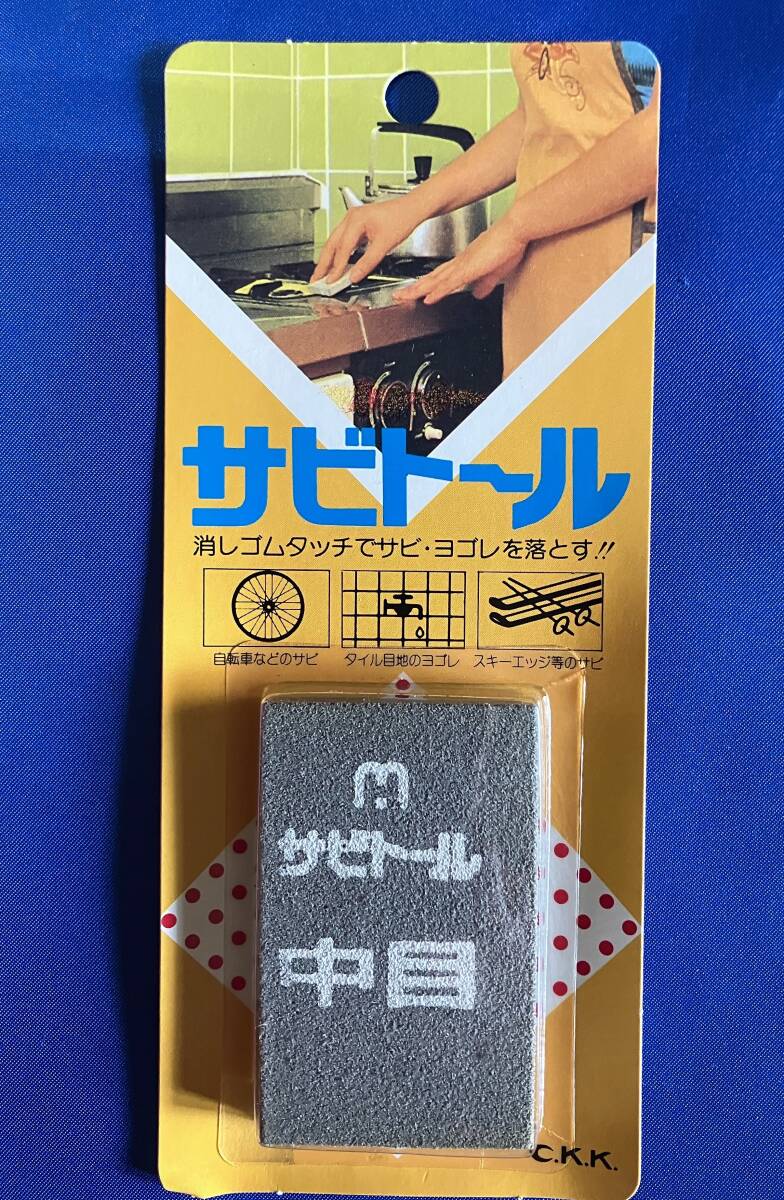 サビトール
消しゴムタッチでサビ・ヨゴレを落とす!!
自転車などのサビ
タイル目地のヨゴレ
スキーエッジ等のサビ
サビトール
中目
C.K.K.